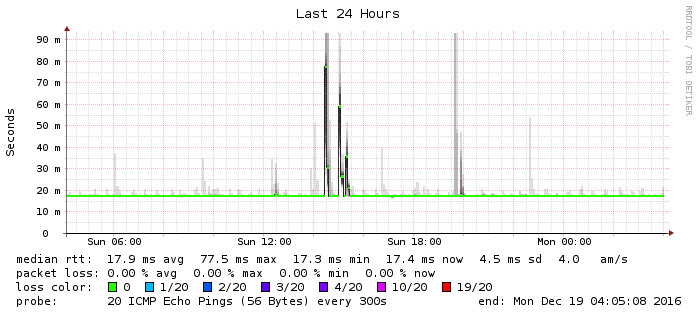 Last 24 Hours
RRDTOOL / TOBI OETIKER
Seconds
90 m
80 m
70 m
60 m
50 m
40 m
30 m
20 m
10 m
0
Sun 06:00 Sun 12:00 Sun 18:00 Mon 00:00
median rtt: 17.9 ms avg 77.5 ms max 17.3 ms min 17.4 ms now 4.5 ms sd 4.0 am/s
packet loss: 0.00 % avg 0.00 % max 0.00 % min 0.00 % now
loss color: 0 1/20 2/20 3/20 4/20 10/20 19/20
probe: 20 ICMP Echo Pings (56 Bytes) every 300s end: Mon Dec 19 04:05:08 2016